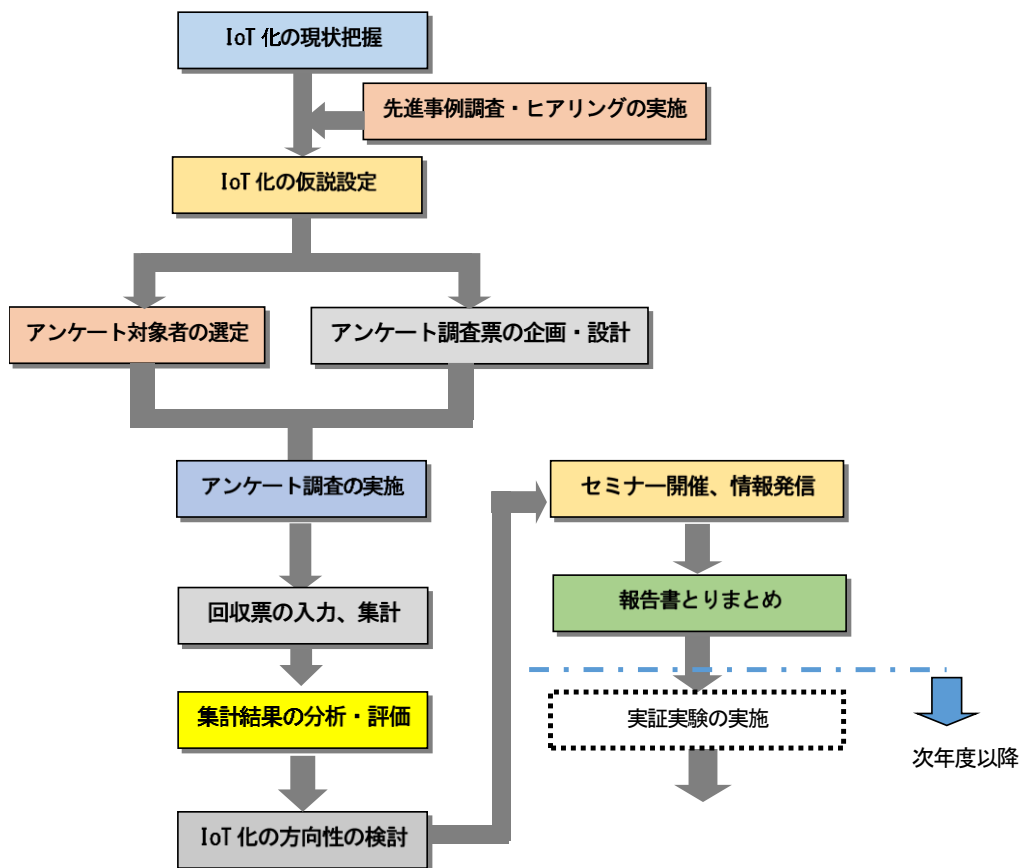 IoT 化の現状把握
先進事例調査・ヒアリングの実施
IoT 化の仮説設定
アンケート対象者の選定
アンケート調査票の企画・設計
アンケート調査の実施
回収票の入力、集計
集計結果の分析・評価
IoT 化の方向性の検討
セミナー開催、情報発信
報告書とりまとめ
実証実験の実施
次年度以降